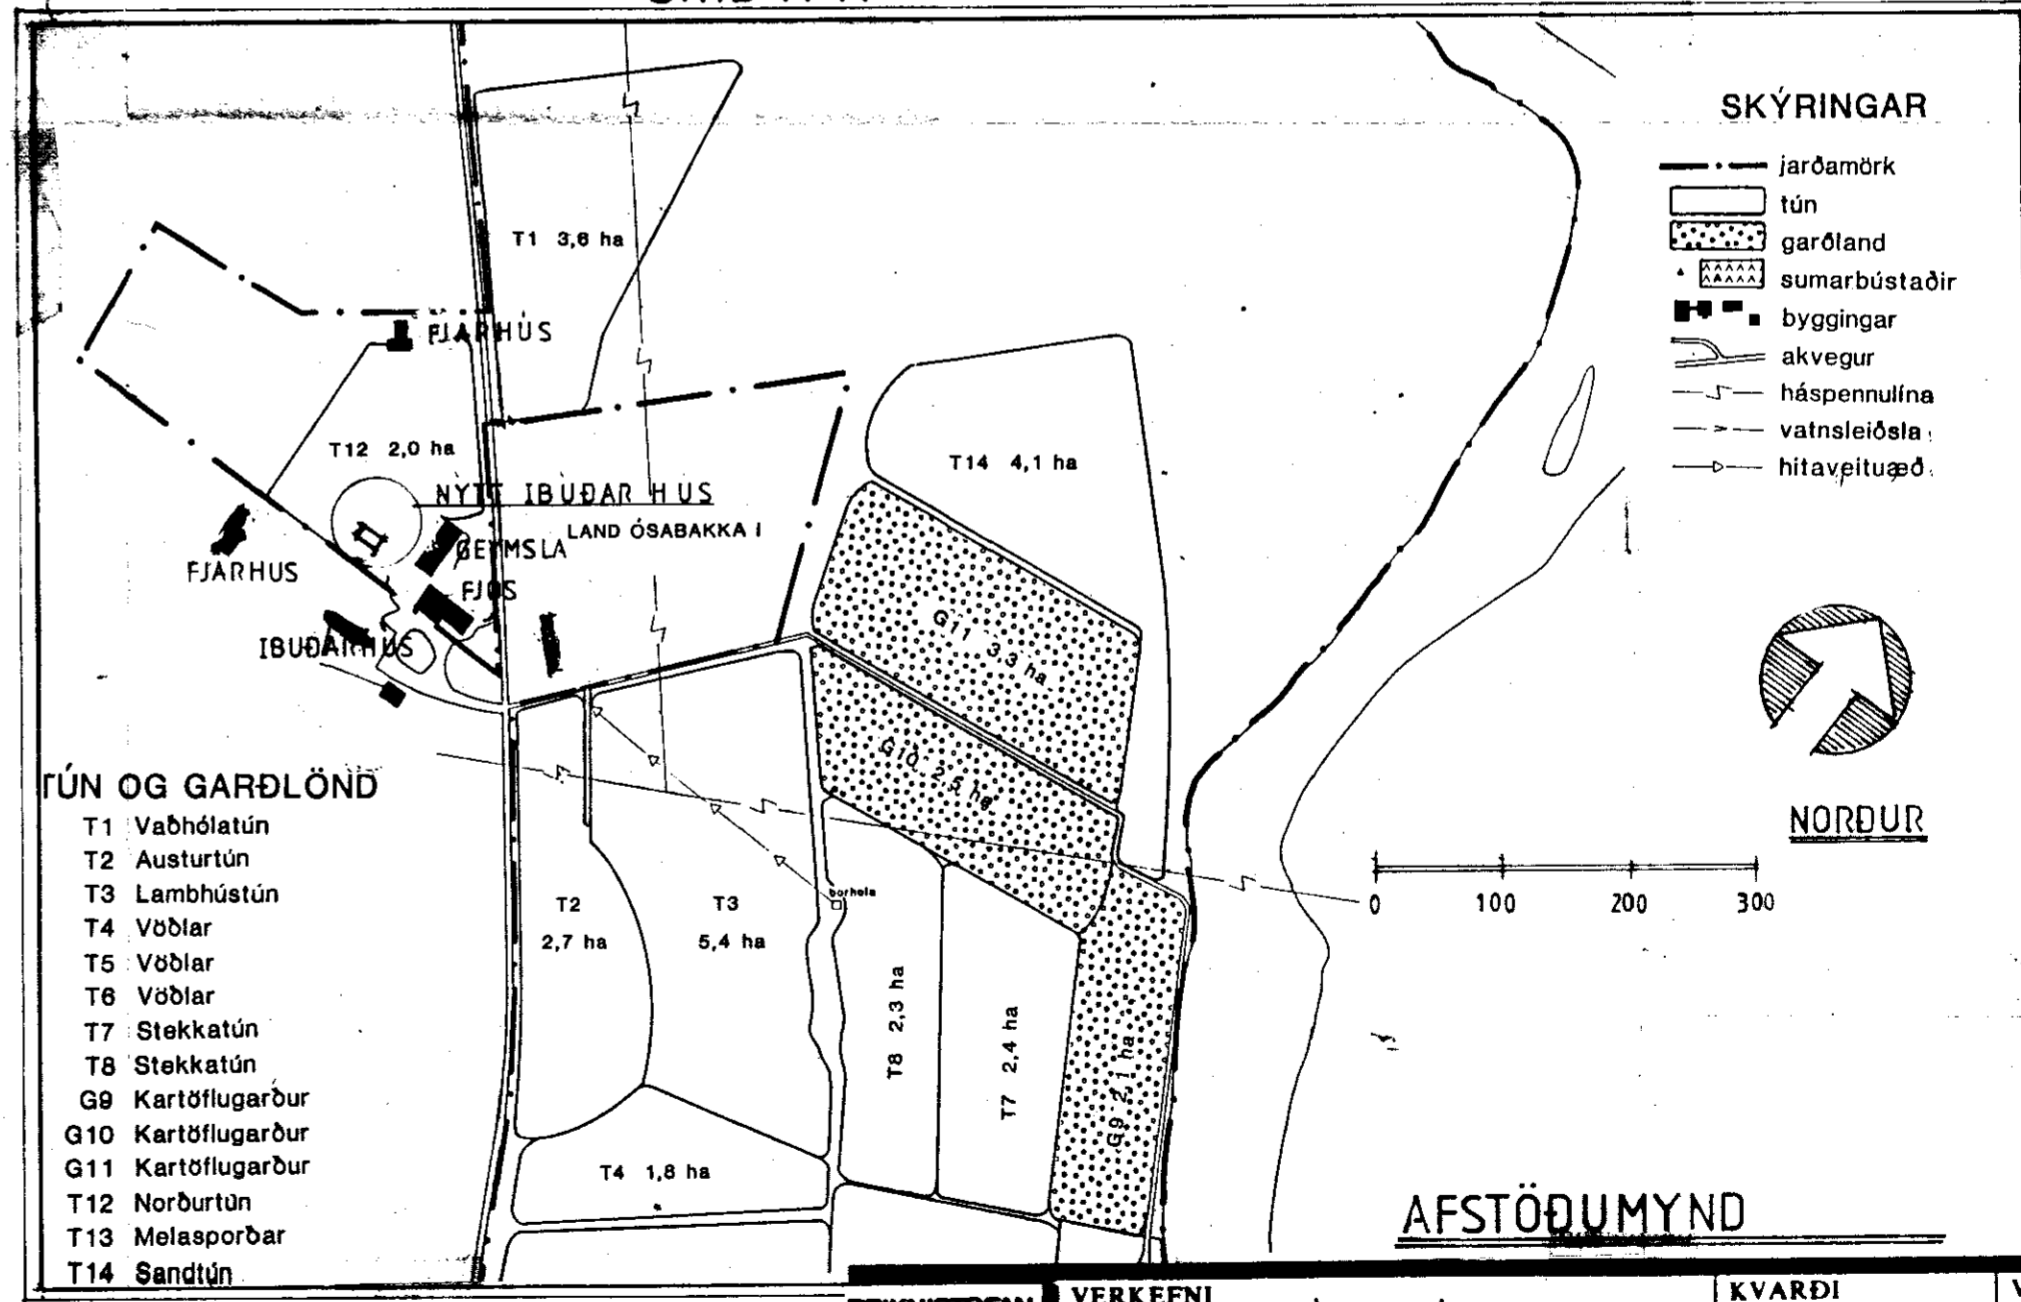 SKÝRINGAR
jarðamörk
tún
garðland
sumarbústaðir
byggingar
akvegur
háspennulína
vatnsleiðsla
hitaveituæð
T1 3,6 ha
FJARHÚS
T12 2,0 ha
NÝTT IBUÐAR HUS
LAND ÓSABAKKA I
GEYMSLA
FJARHUS
FJOS
IBUÐARHUS
T14 4,1 ha
G11 3,3 ha
G10 2,5 ha
borhola
T2
2,7 ha
T3
5,4 ha
T8 2,3 ha
T7 2,4 ha
G9 2,1 ha
T4 1,8 ha
NORÐUR
0 100 200 300
TÚN OG GARÐLÖND
T1 Vaðhólatún
T2 Austurtún
T3 Lambhústún
T4 Vöðlar
T5 Vöðlar
T6 Vöðlar
T7 Stekkatún
T8 Stekkatún
G9 Kartöflugarður
G10 Kartöflugarður
G11 Kartöflugarður
T12 Norðurtún
T13 Melasporðar
T14 Sandtún
AFSTÖÐUMYND
VERKEFNI
KVARÐI